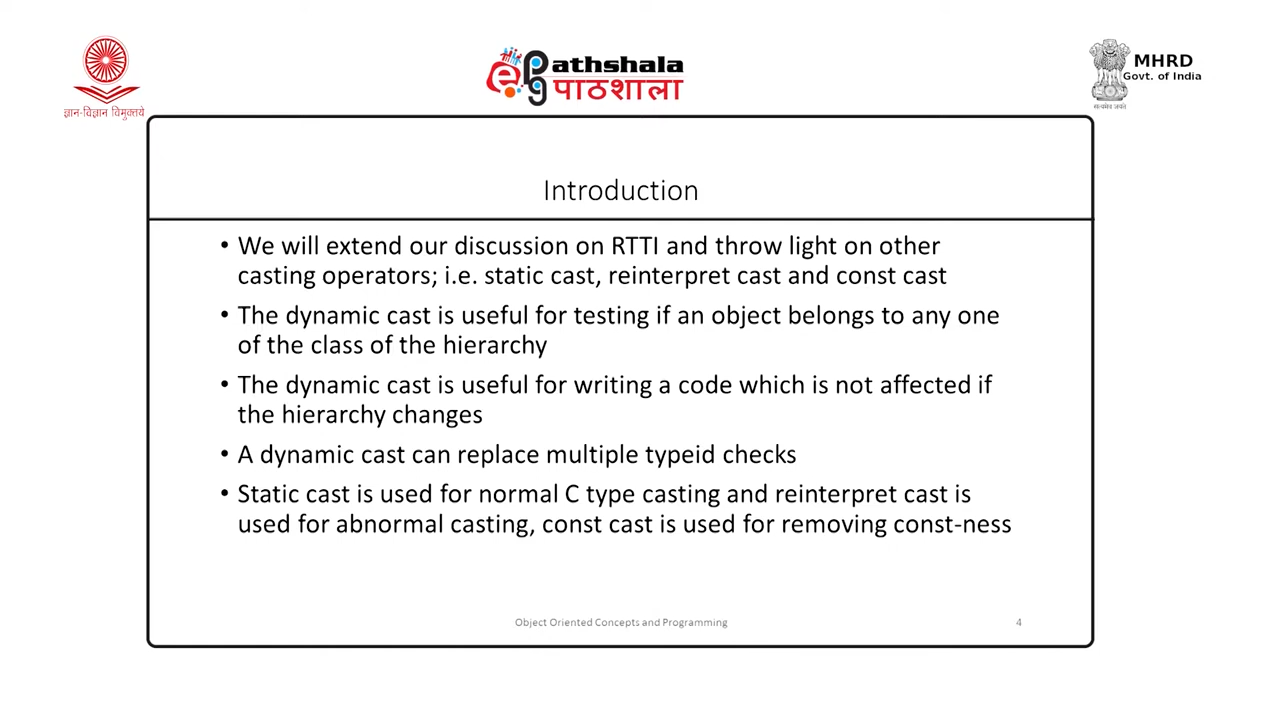 athshala
पाठशाला
MHRD
Govt. of India
ज्ञान-विज्ञान विमुक्तये
सत्यमेव जयते
Introduction
• We will extend our discussion on RTTI and throw light on other
casting operators; i.e. static cast, reinterpret cast and const cast
• The dynamic cast is useful for testing if an object belongs to any one
of the class of the hierarchy
• The dynamic cast is useful for writing a code which is not affected if
the hierarchy changes
• A dynamic cast can replace multiple typeid checks
• Static cast is used for normal C type casting and reinterpret cast is
used for abnormal casting, const cast is used for removing const-ness
Object Oriented Concepts and Programming
4